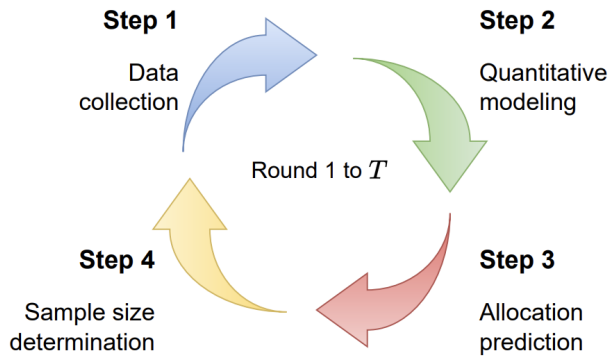 Step 1
Data
collection
Step 2
Quantitative
modeling
Round 1 to T
Step 3
Allocation
prediction
Step 4
Sample size
determination